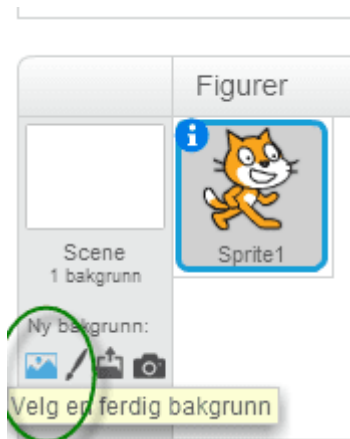 Figurer
Scene
1 bakgrunn
Sprite1
Ny bakgrunn:
Velg en ferdig bakgrunn